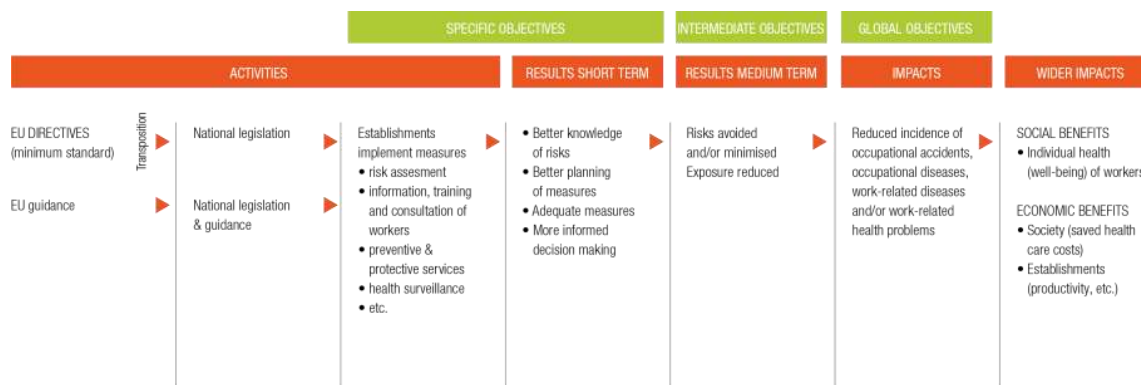 SPECIFIC OBJECTIVES
INTERMEDIATE OBJECTIVES
GLOBAL OBJECTIVES
ACTIVITIES
RESULTS SHORT TERM
RESULTS MEDIUM TERM
IMPACTS
WIDER IMPACTS
EU DIRECTIVES
(minimum standard)
Transposition
EU guidance
National legislation
National legislation
& guidance
Establishments
implement measures
• risk assesment
• information, training
and consultation of
workers
• preventive &
protective services
• health surveillance
• etc.
• Better knowledge
of risks
• Better planning
of measures
• Adequate measures
• More informed
decision making
Risks avoided
and/or minimised
Exposure reduced
Reduced incidence of
occupational accidents,
occupational diseases,
work-related diseases
and/or work-related
health problems
SOCIAL BENEFITS
• Individual health
(well-being) of workers
ECONOMIC BENEFITS
• Society (saved health
care costs)
• Establishments
(productivity, etc.)